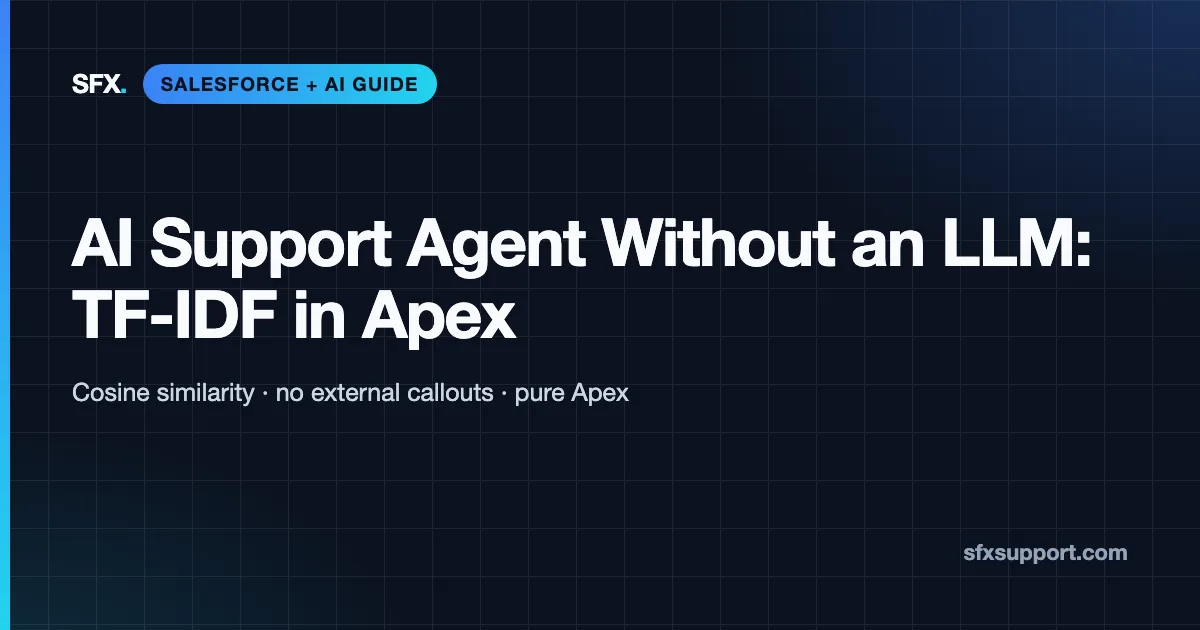 SFX.
SALESFORCE + AI GUIDE
AI Support Agent Without an LLM:
TF-IDF in Apex
Cosine similarity · no external callouts · pure Apex
sfxsupport.com